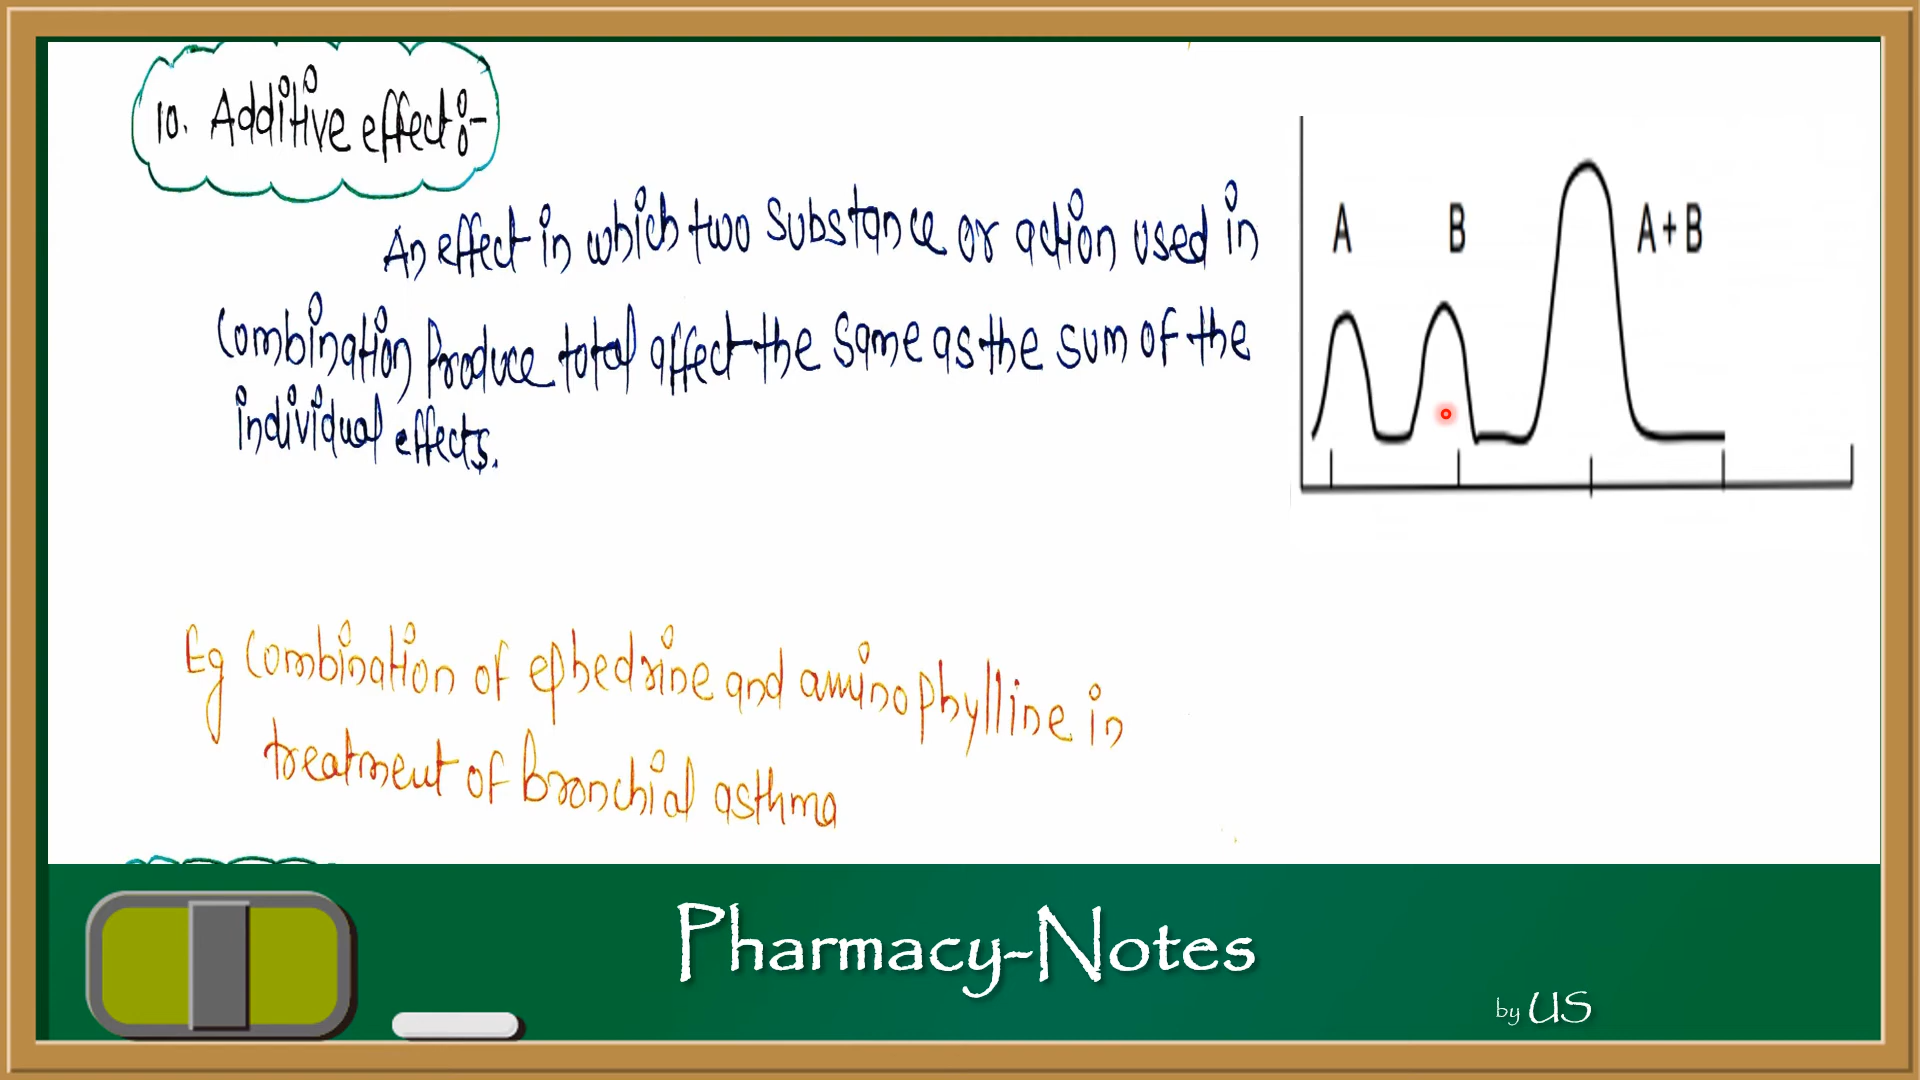 10. Additive effect:-
An effect in which two substance or action used in
Combination Produce total affect the same as the sum of the
individual effects.
A B A+B
Eg Combination of ephedrine and aminophylline in
treatment of bronchial asthma
Pharmacy-Notes
by US